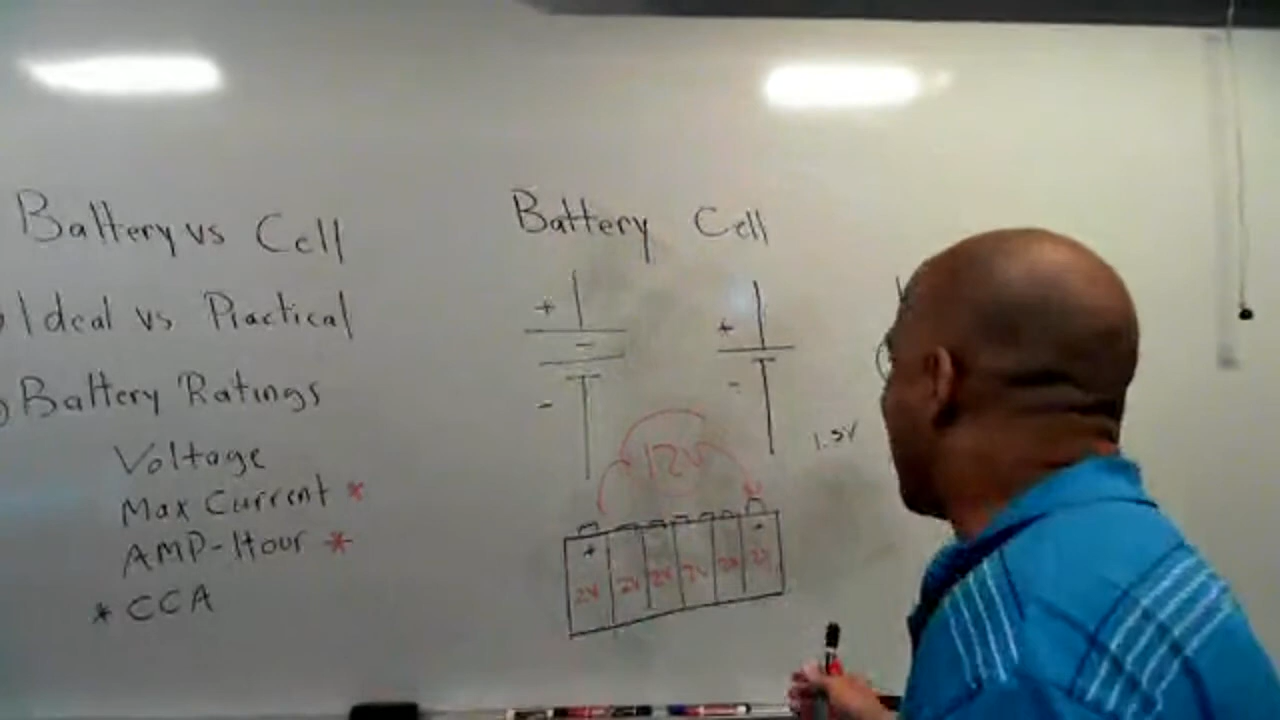 Battery vs Cell
Ideal vs Practical
Battery Ratings
Voltage
Max Current *
AMP-Hour *
* CCA
Battery Cell
+ +
-
- -
1.5V
12V
+ -
2V 2V 2V 2V 2V 2V